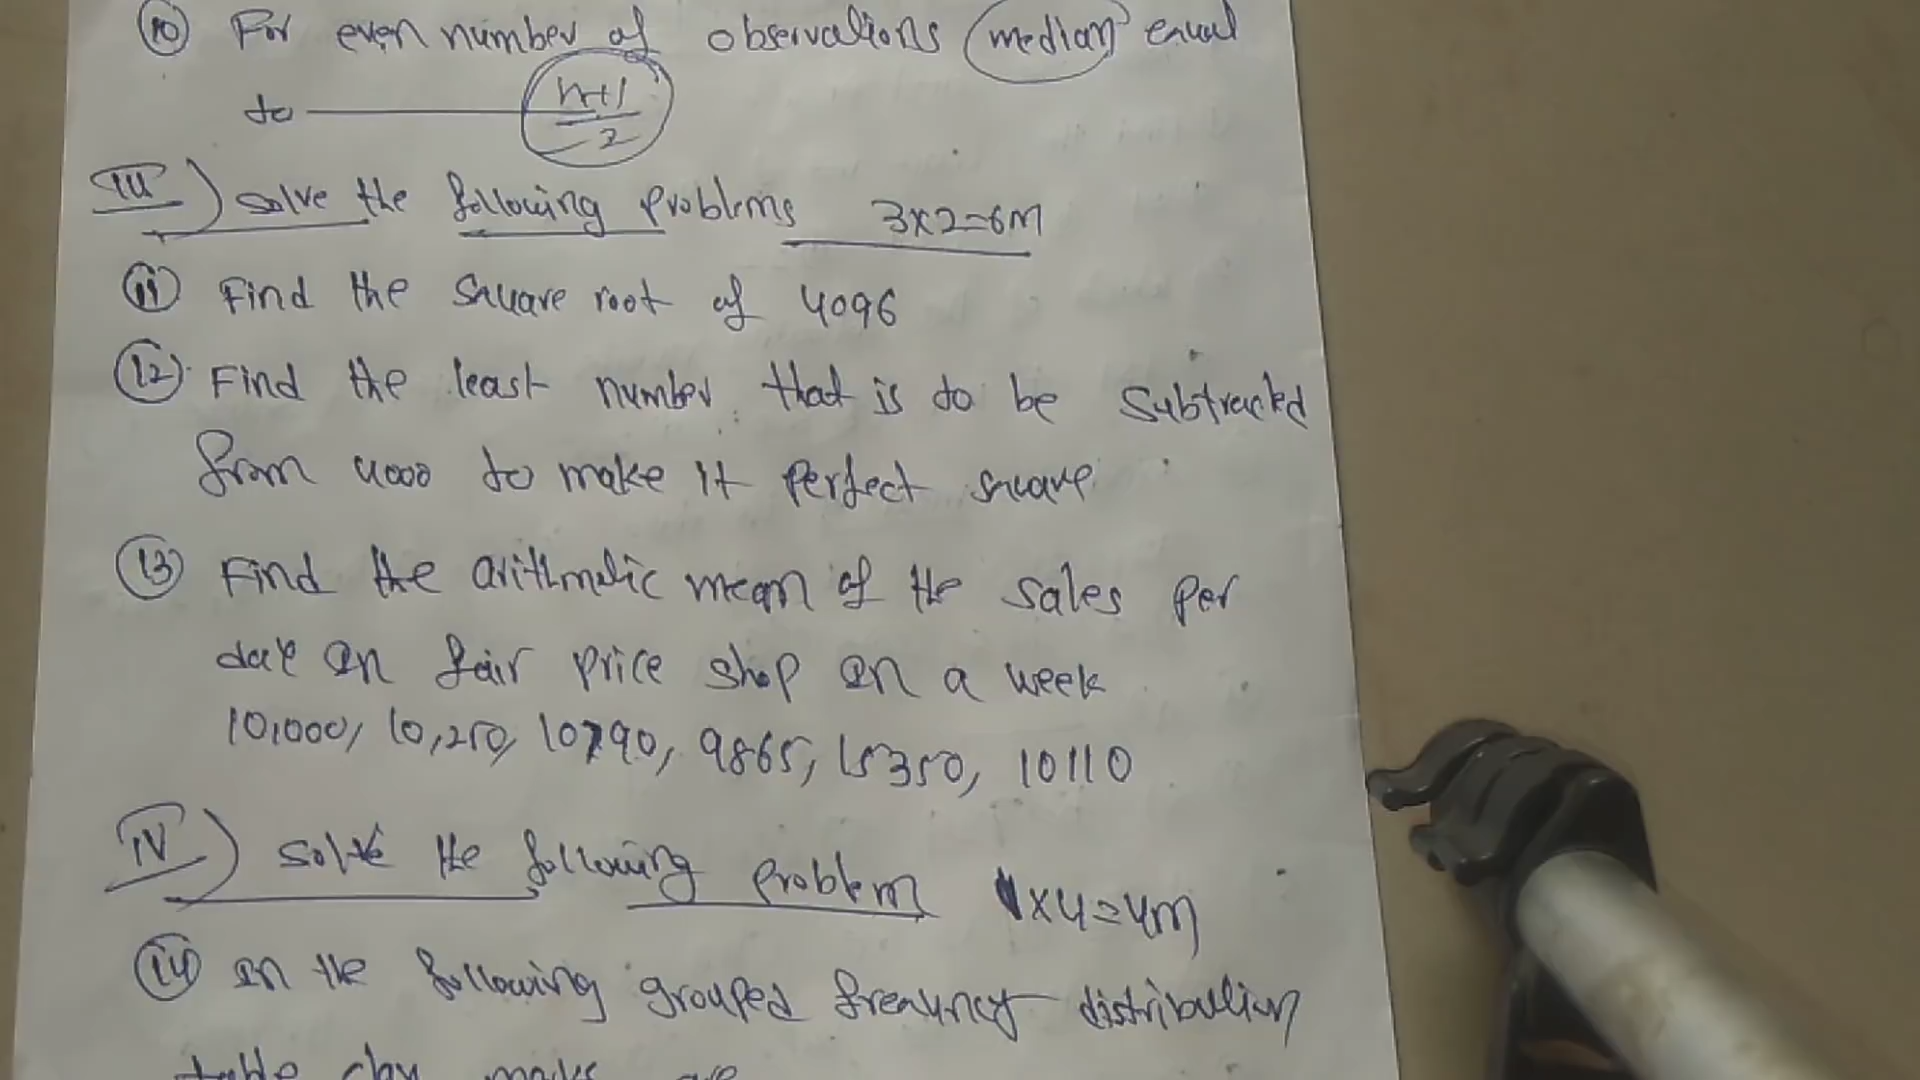 (10) For even number of observations median equal
to ———— n+1/2
III) solve the following problems 3x2=6M
(11) Find the square root of 4096
(12) Find the least number that is to be subtracted
from 4000 to make it perfect square
(13) Find the arithmetic mean of the sales per
in fair price shop in a week
10,000, 10,250, 10790, 9865, 15350, 10110
IV) solve the following problem 1x4=4M
(14) in the following grouped frequncy distribution
table